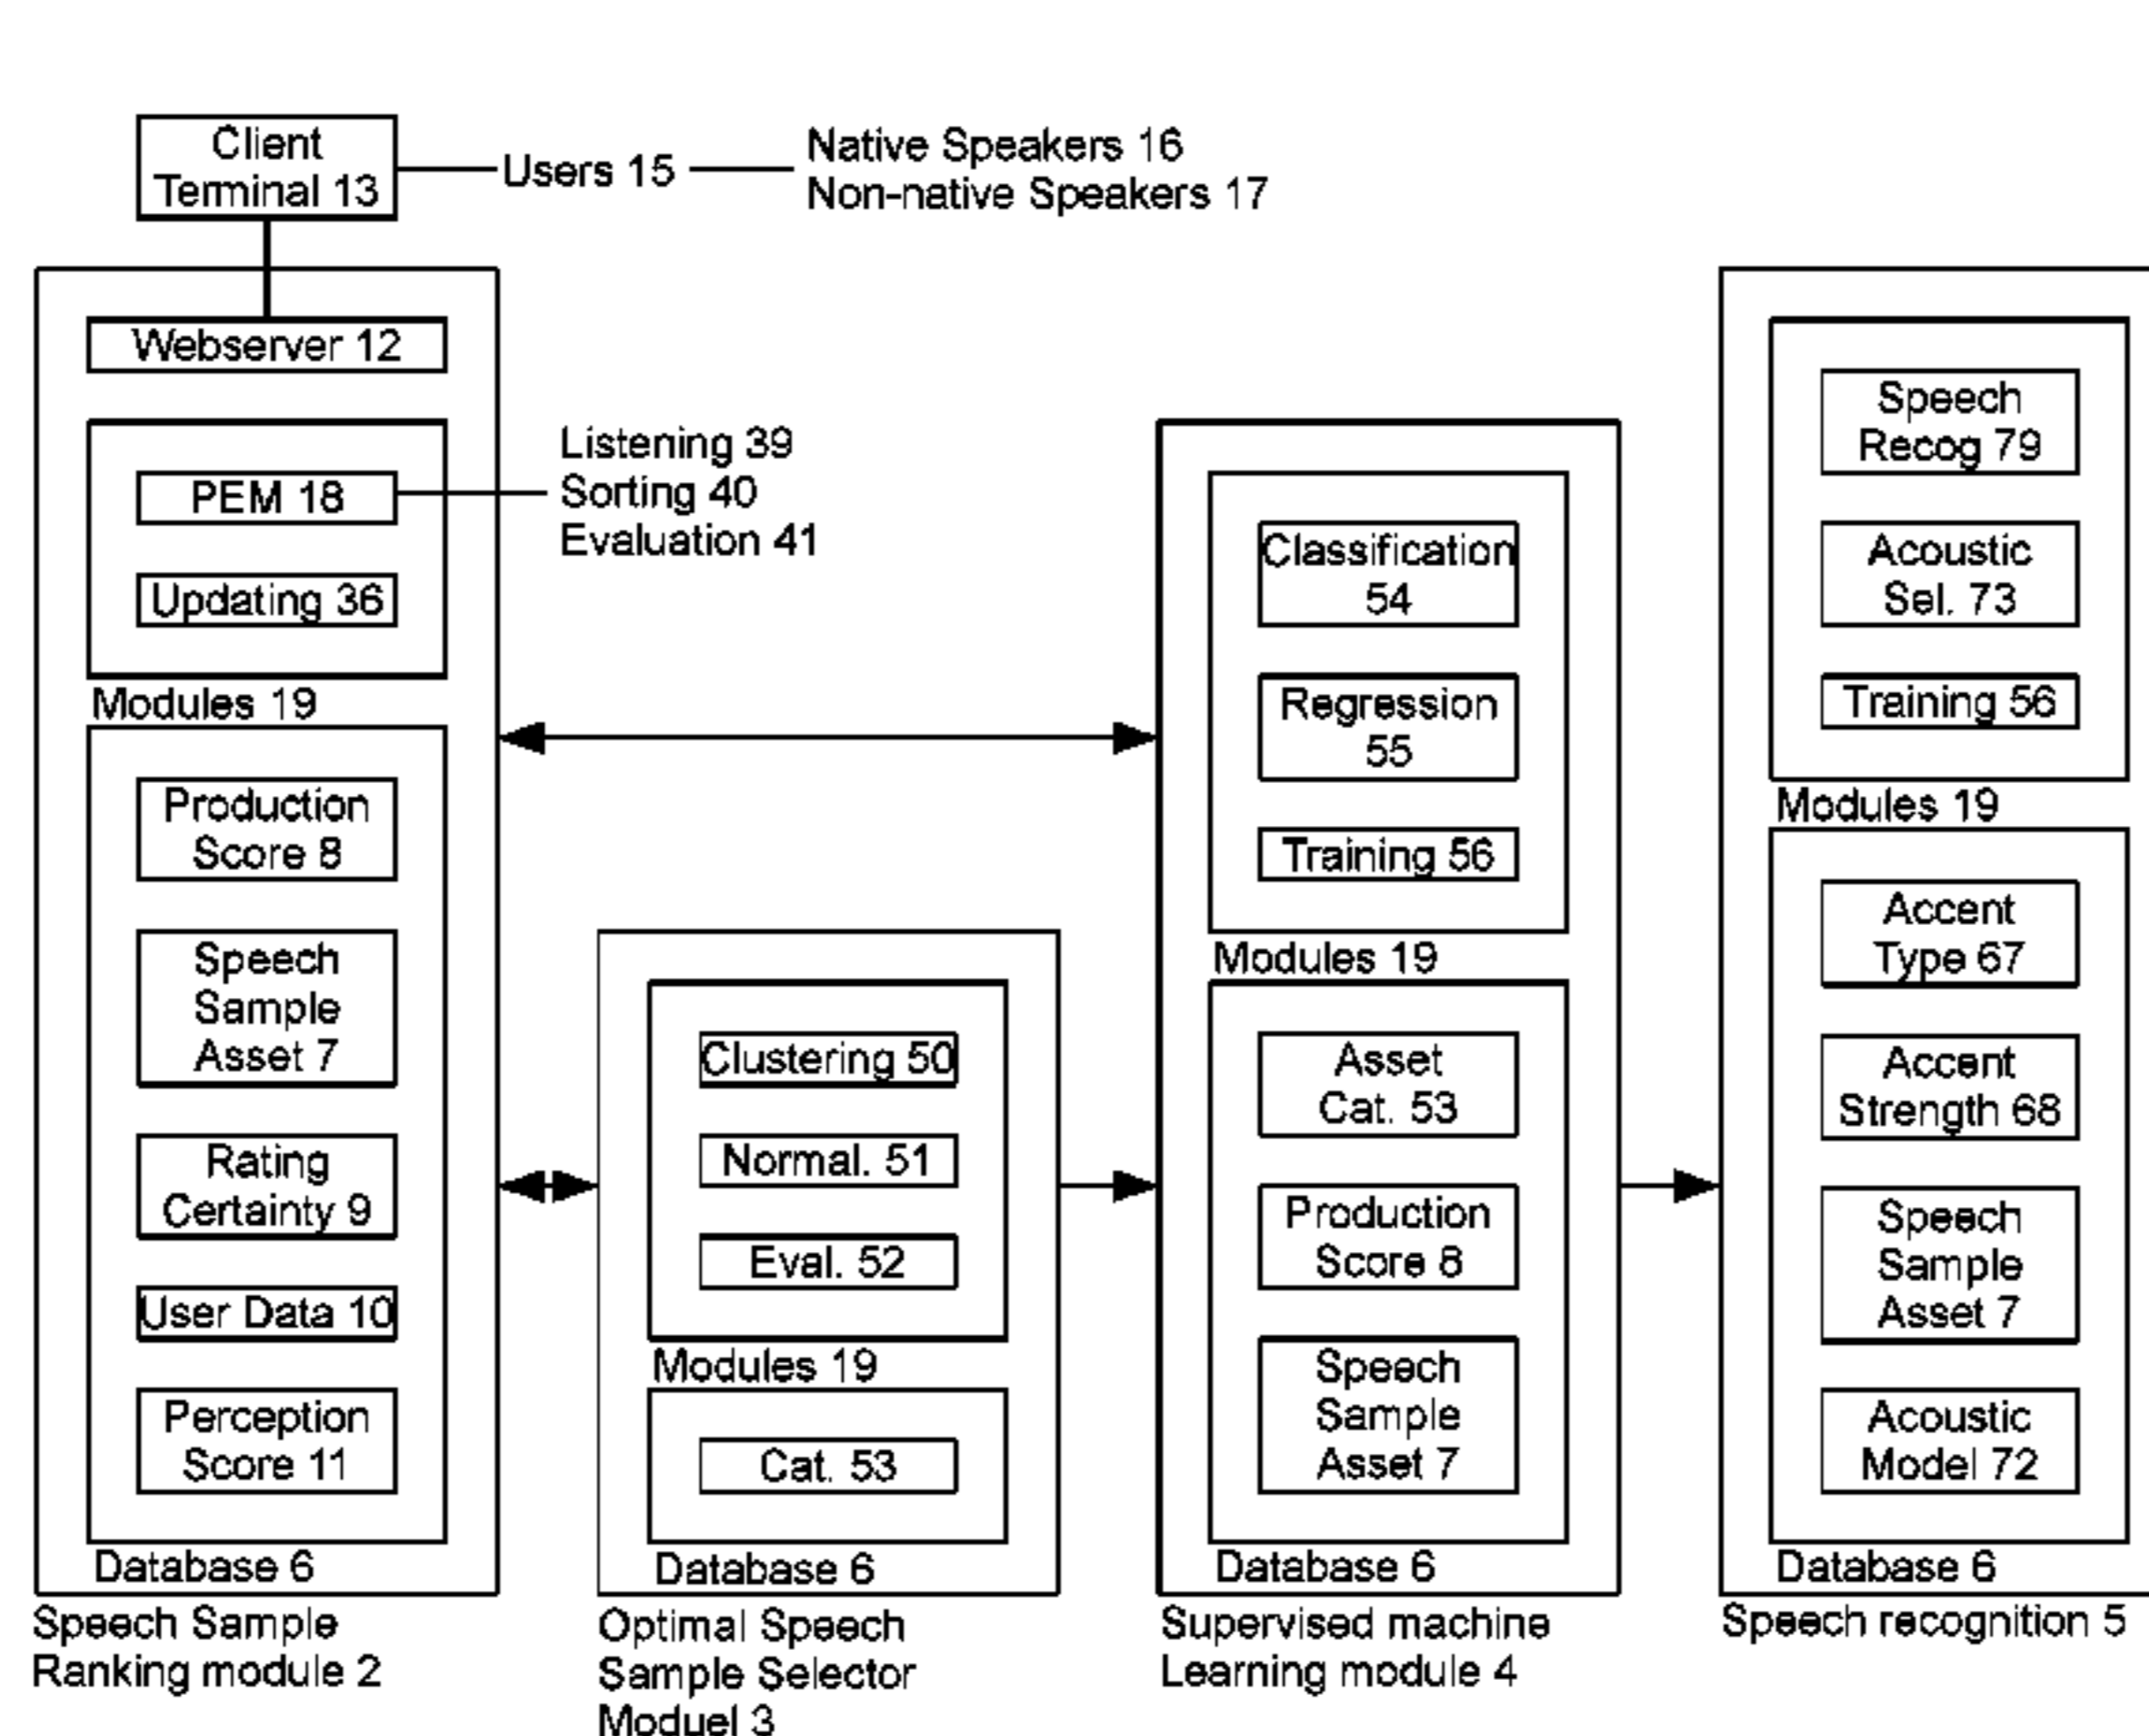 Client
Terminal 13
Users 15
Native Speakers 16
Non-native Speakers 17
Webserver 12
PEM 18
Updating 36
Modules 19
Listening 39
Sorting 40
Evaluation 41
Production
Score 8
Speech
Sample
Asset 7
Rating
Certainty 9
User Data 10
Perception
Score 11
Database 6
Speech Sample
Ranking module 2
Clustering 50
Normal. 51
Eval. 52
Modules 19
Cat. 53
Database 6
Optimal Speech
Sample Selector
Moduel 3
Classification
54
Regression
55
Training 56
Modules 19
Asset
Cat. 53
Production
Score 8
Speech
Sample
Asset 7
Database 6
Supervised machine
Learning module 4
Speech
Recog 79
Acoustic
Sel. 73
Training 56
Modules 19
Accent
Type 67
Accent
Strength 68
Speech
Sample
Asset 7
Acoustic
Model 72
Database 6
Speech recognition 5